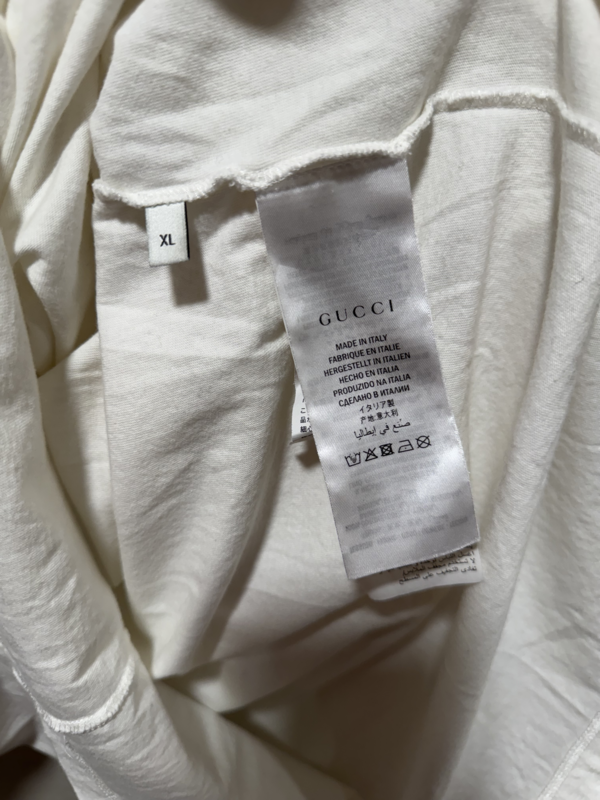 XL
GUCCI
MADE IN ITALY
FABRIQUE EN ITALIE
HERGESTELLT IN ITALIEN
HECHO EN ITALIA
PRODUZIDO NA ITALIA
СДЕЛАНО В ИТАЛИИ
イタリア製
产地:意大利
صنع في إيطاليا